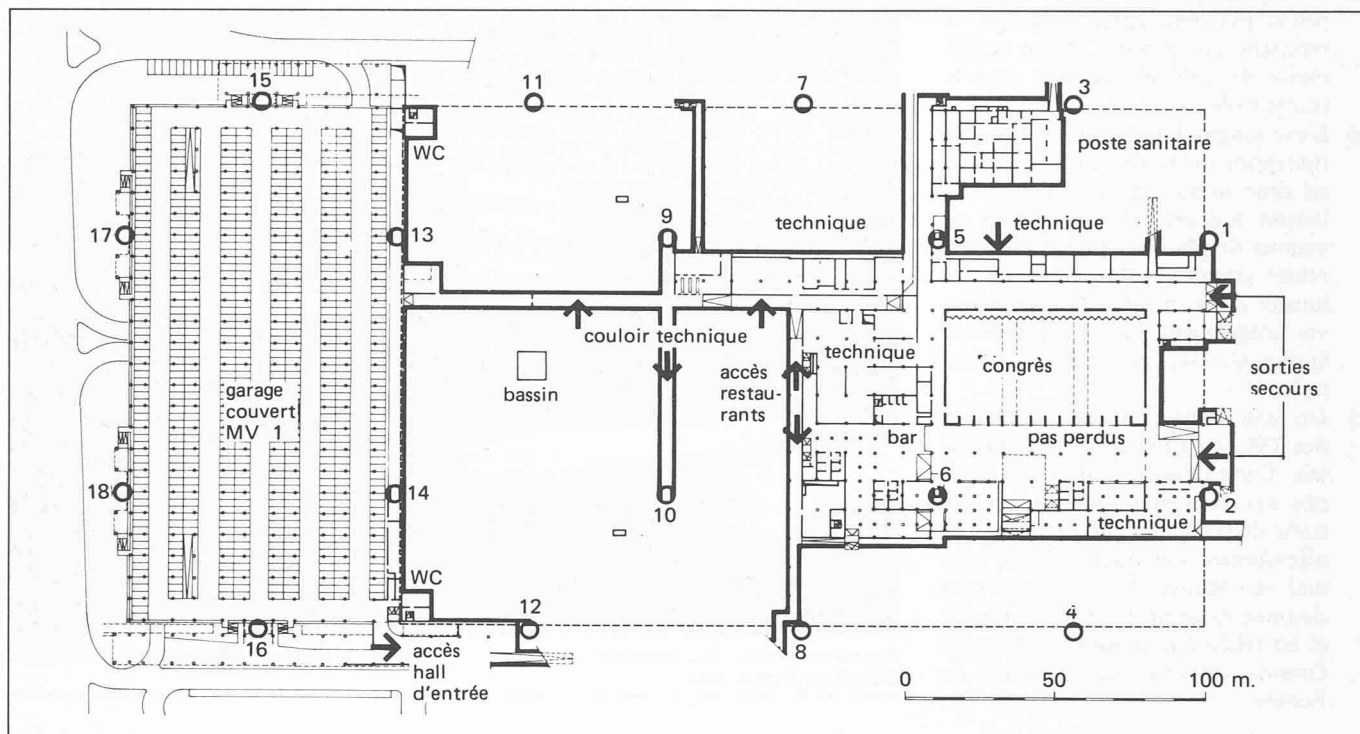 15
11
7
3
WC
poste sanitaire
technique
technique
17
13
9
5
1
couloir technique
technique
congrès
garage
couvert
MV 1
bassin
accès
restau-
rants
sorties
secours
bar
pas perdus
18
14
10
6
2
technique
WC
16
12
8
4
accès
hall
d'entrée
0 50 100 m.